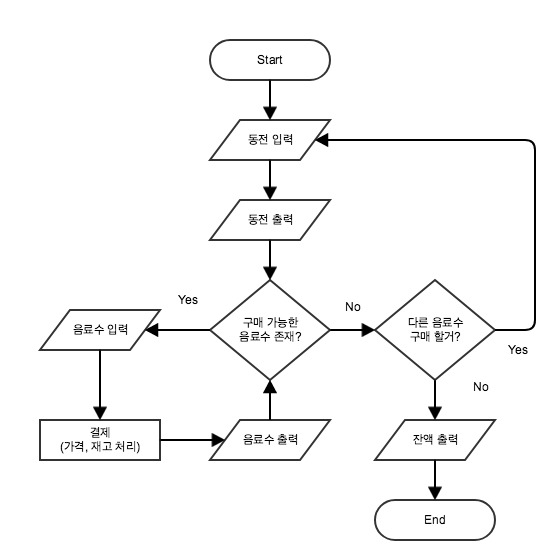 Start
동전 입력
동전 출력
Yes
구매 가능한
음료수 존재?
No
다른 음료수
구매 할거?
Yes
음료수 입력
No
결제
(가격, 재고 처리)
음료수 출력
잔액 출력
End